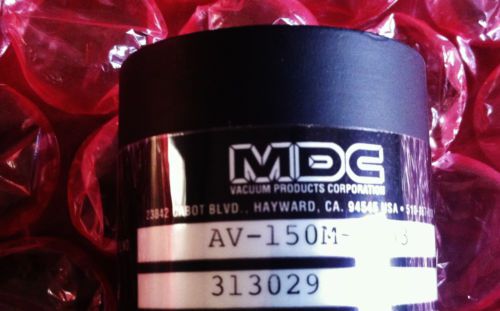 MDC
VACUUM PRODUCTS CORPORATION
23842 CABOT BLVD., HAYWARD, CA. 94545 USA •
AV-150M-
313029